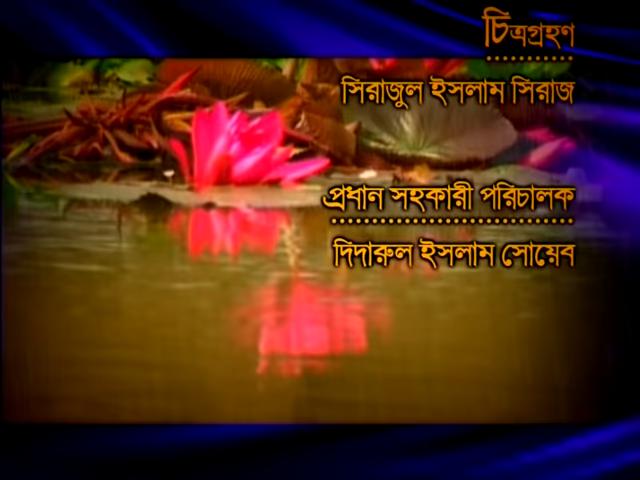 চিত্রগ্রহণ
সিরাজুল ইসলাম সিরাজ
প্রধান সহকারী পরিচালক
দিদারুল ইসলাম সোয়েব